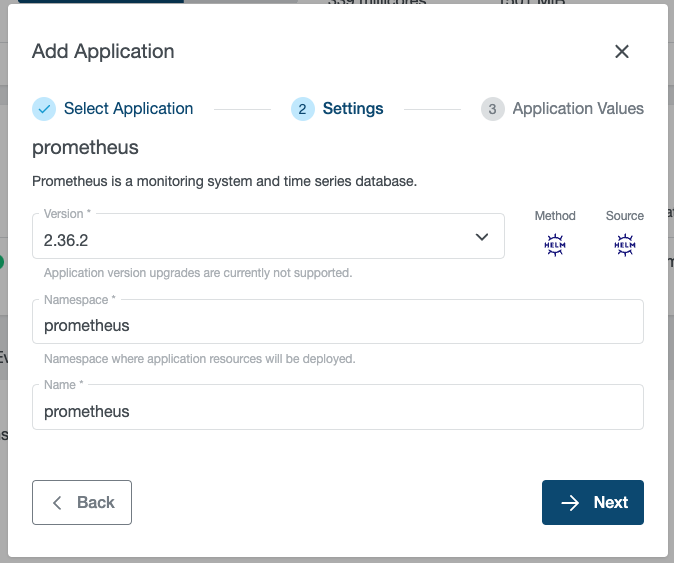 Add Application
Select Application
2 Settings
3 Application Values
prometheus
Prometheus is a monitoring system and time series database.
Version *
2.36.2
Application version upgrades are currently not supported.
Method
HELM
Source
HELM
Namespace *
prometheus
Namespace where application resources will be deployed.
Name *
prometheus
Back
Next